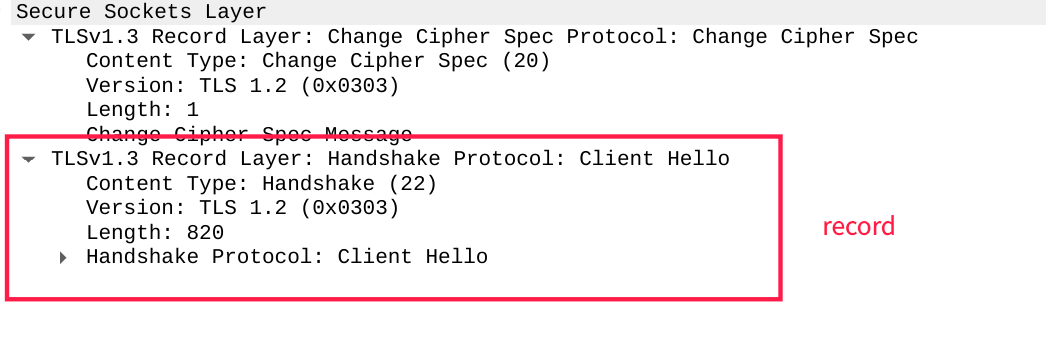 Secure Sockets Layer
TLSv1.3 Record Layer: Change Cipher Spec Protocol: Change Cipher Spec
Content Type: Change Cipher Spec (20)
Version: TLS 1.2 (0x0303)
Length: 1
Change Cipher Spec Message
TLSv1.3 Record Layer: Handshake Protocol: Client Hello
Content Type: Handshake (22)
Version: TLS 1.2 (0x0303)
record
Length: 820
Handshake Protocol: Client Hello